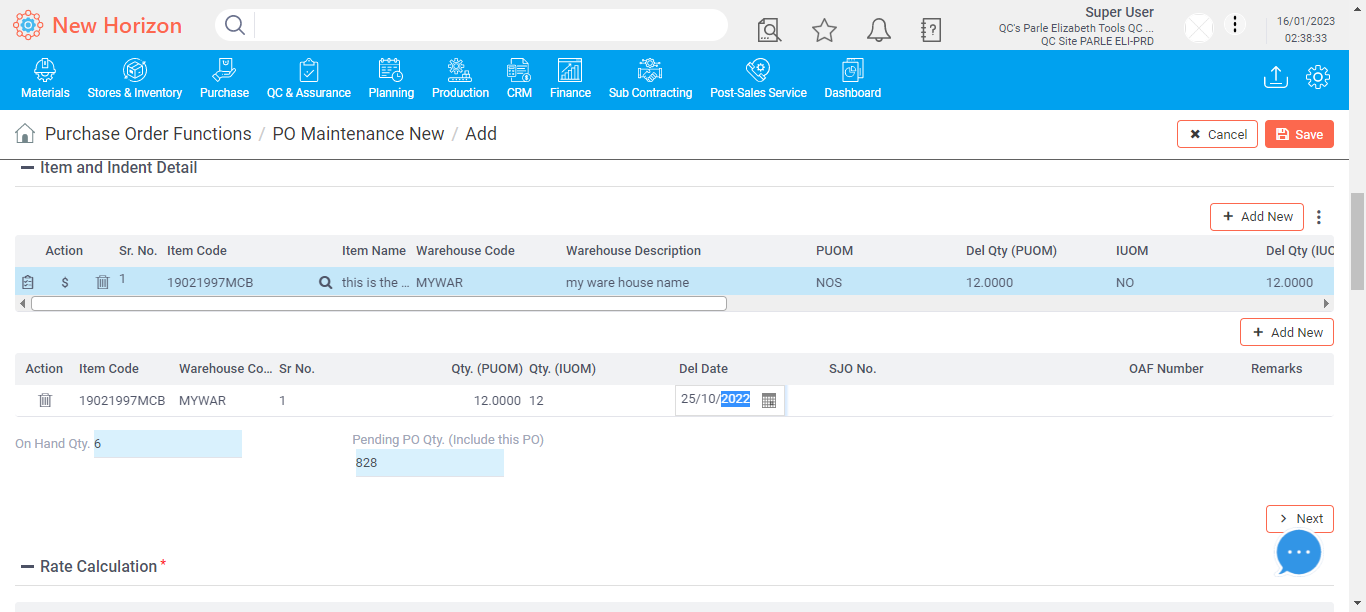 New Horizon
Super User
QC's Parle Elizabeth Tools QC ...
QC Site PARLE ELI-PRD
16/01/2023
02:38:33
Materials Stores & Inventory Purchase QC & Assurance Planning Production CRM Finance Sub Contracting Post-Sales Service Dashboard
Purchase Order Functions / PO Maintenance New / Add
Cancel Save
Item and Indent Detail
+ Add New
Action Sr. No. Item Code Item Name Warehouse Code Warehouse Description PUOM Del Qty (PUOM) IUOM Del Qty (IUO
$ 1 19021997MCB this is the ... MYWAR my ware house name NOS 12.0000 NO 12.0000
+ Add New
Action Item Code Warehouse Co... Sr No. Qty. (PUOM) Qty. (IUOM) Del Date SJO No. OAF Number Remarks
19021997MCB MYWAR 1 12.0000 12 25/10/2022
On Hand Qty. 6 Pending PO Qty. (Include this PO)
828
> Next
Rate Calculation *